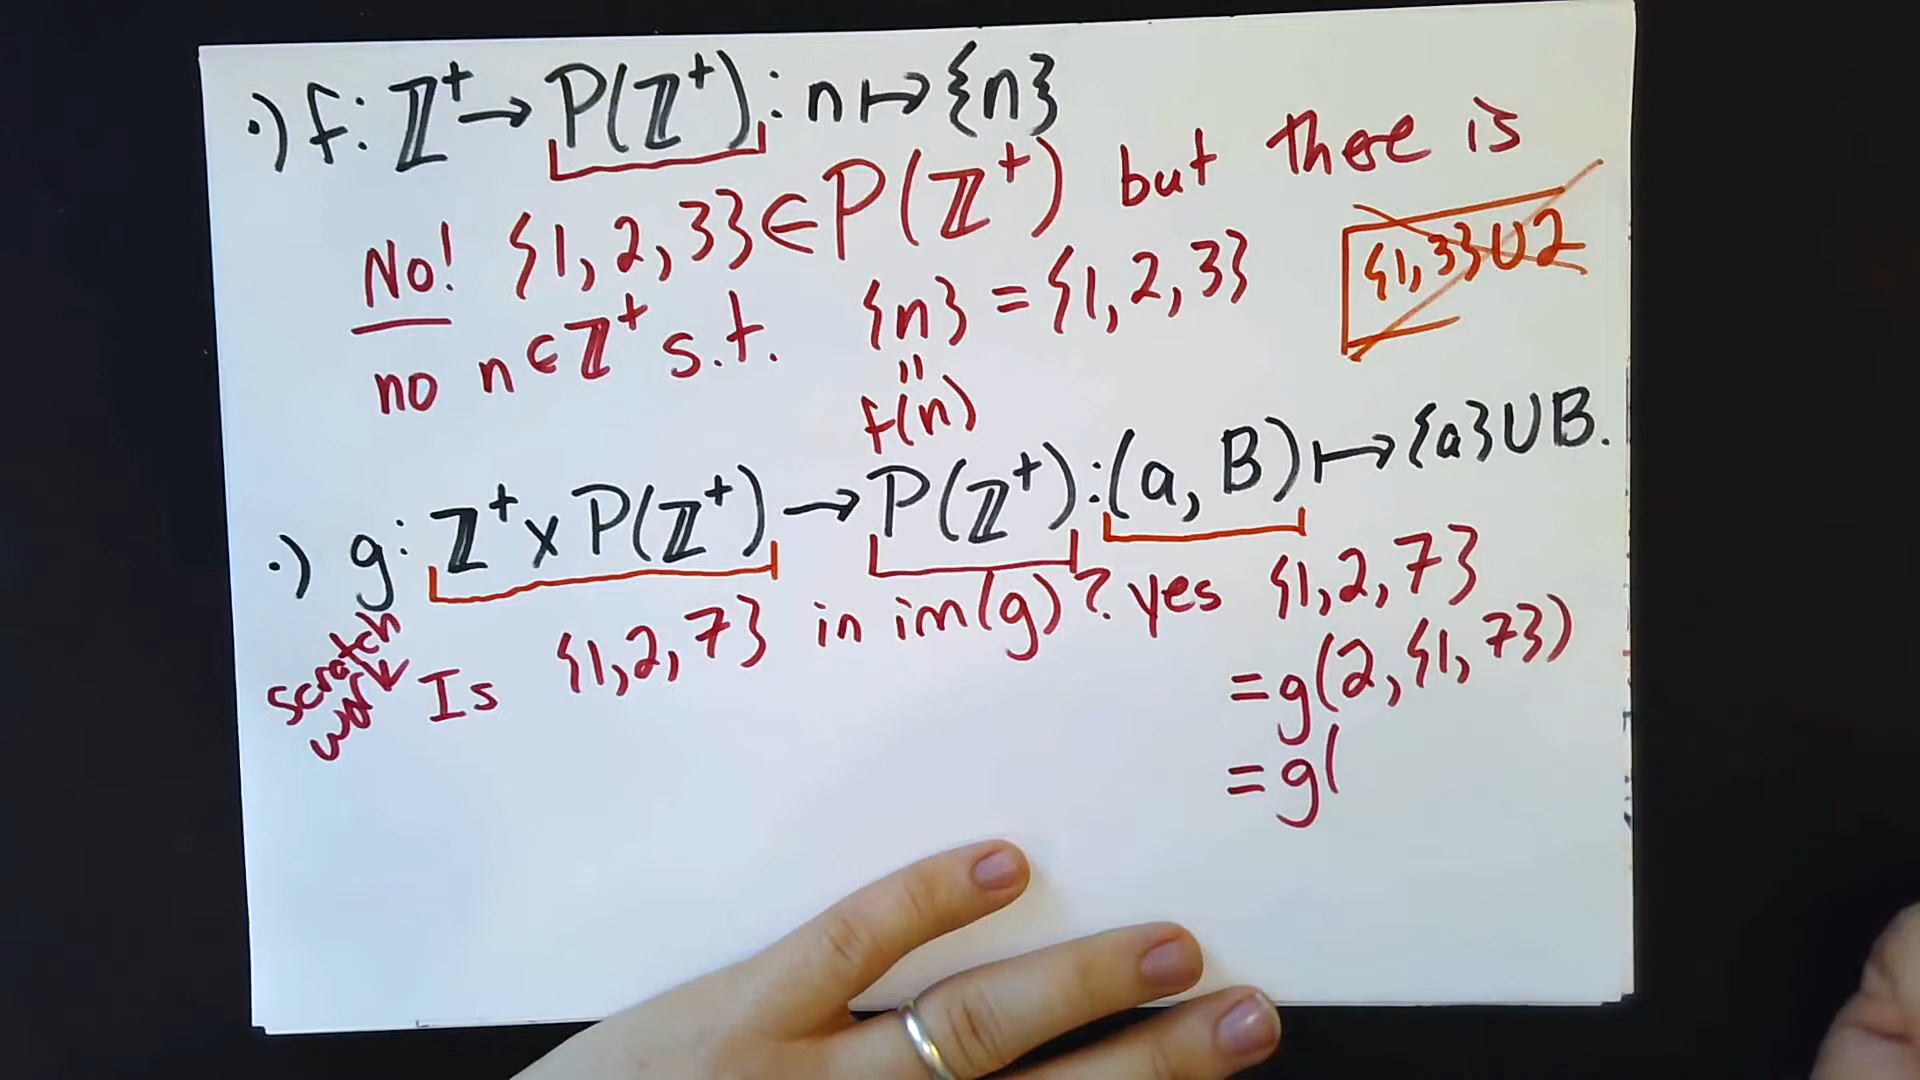 ·) f: ℤ⁺ → P(ℤ⁺) : n ↦ {n}
No! {1, 2, 3} ∈ P(ℤ⁺) but there is
no n ∈ ℤ⁺ s.t. {n} = {1, 2, 3}
"
f(n)
{1, 3} ∪ 2
·) g: ℤ⁺ x P(ℤ⁺) → P(ℤ⁺) : (a, B) ↦ {a} ∪ B.
scratch
work
Is {1, 2, 7} in im(g)? yes {1, 2, 7}
= g(2, {1, 7})
= g(